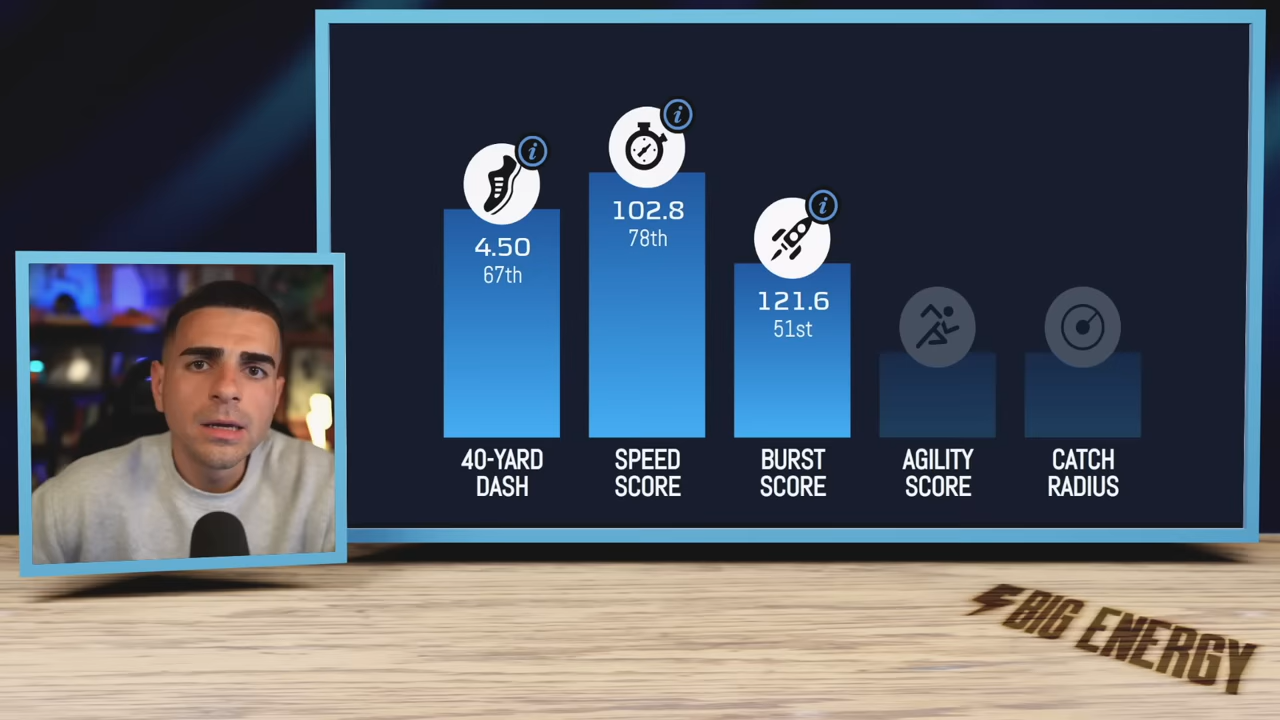 4.50
67th
102.8
78th
121.6
51st
40-YARD
DASH
SPEED
SCORE
BURST
SCORE
AGILITY
SCORE
CATCH
RADIUS
i
i
i
BIG ENERGY